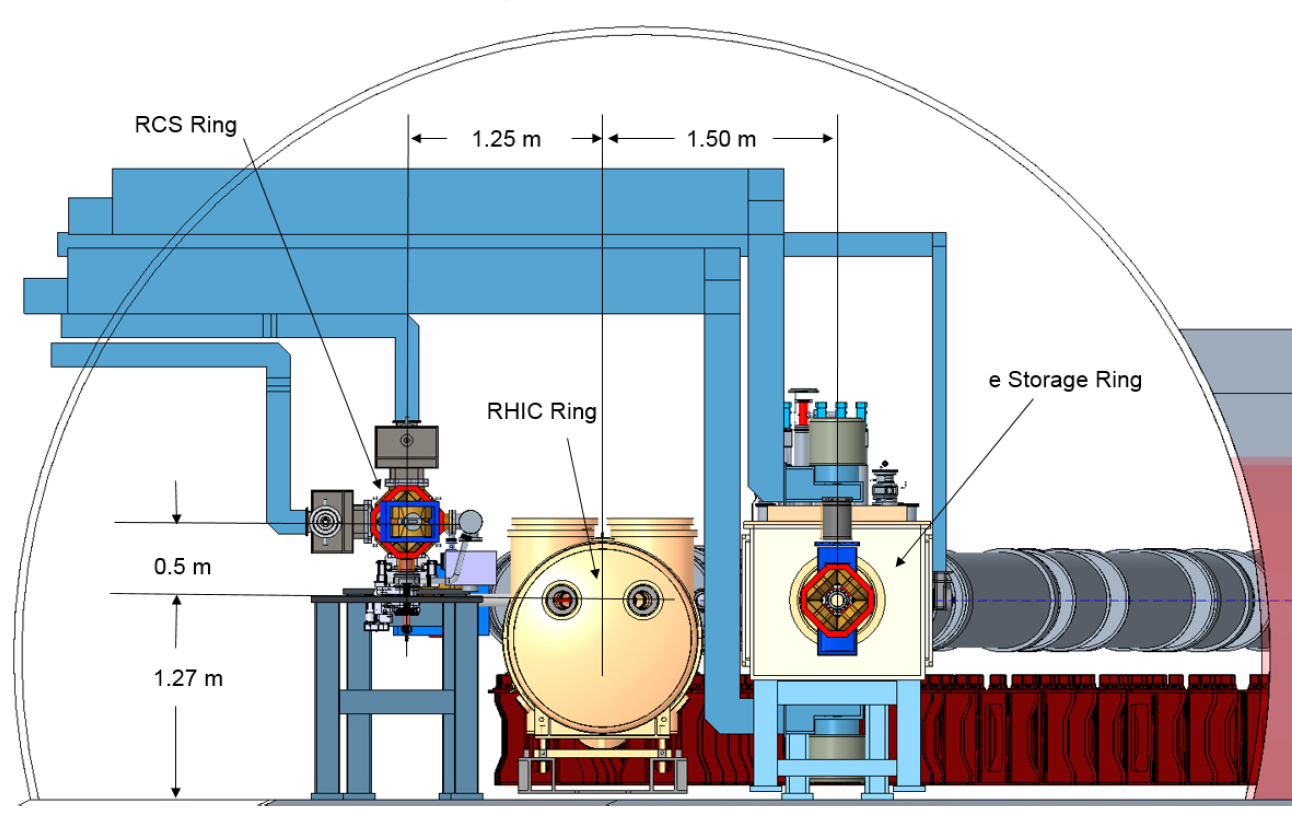 RCS Ring
1.25 m
1.50 m
e Storage Ring
RHIC Ring
0.5 m
1.27 m